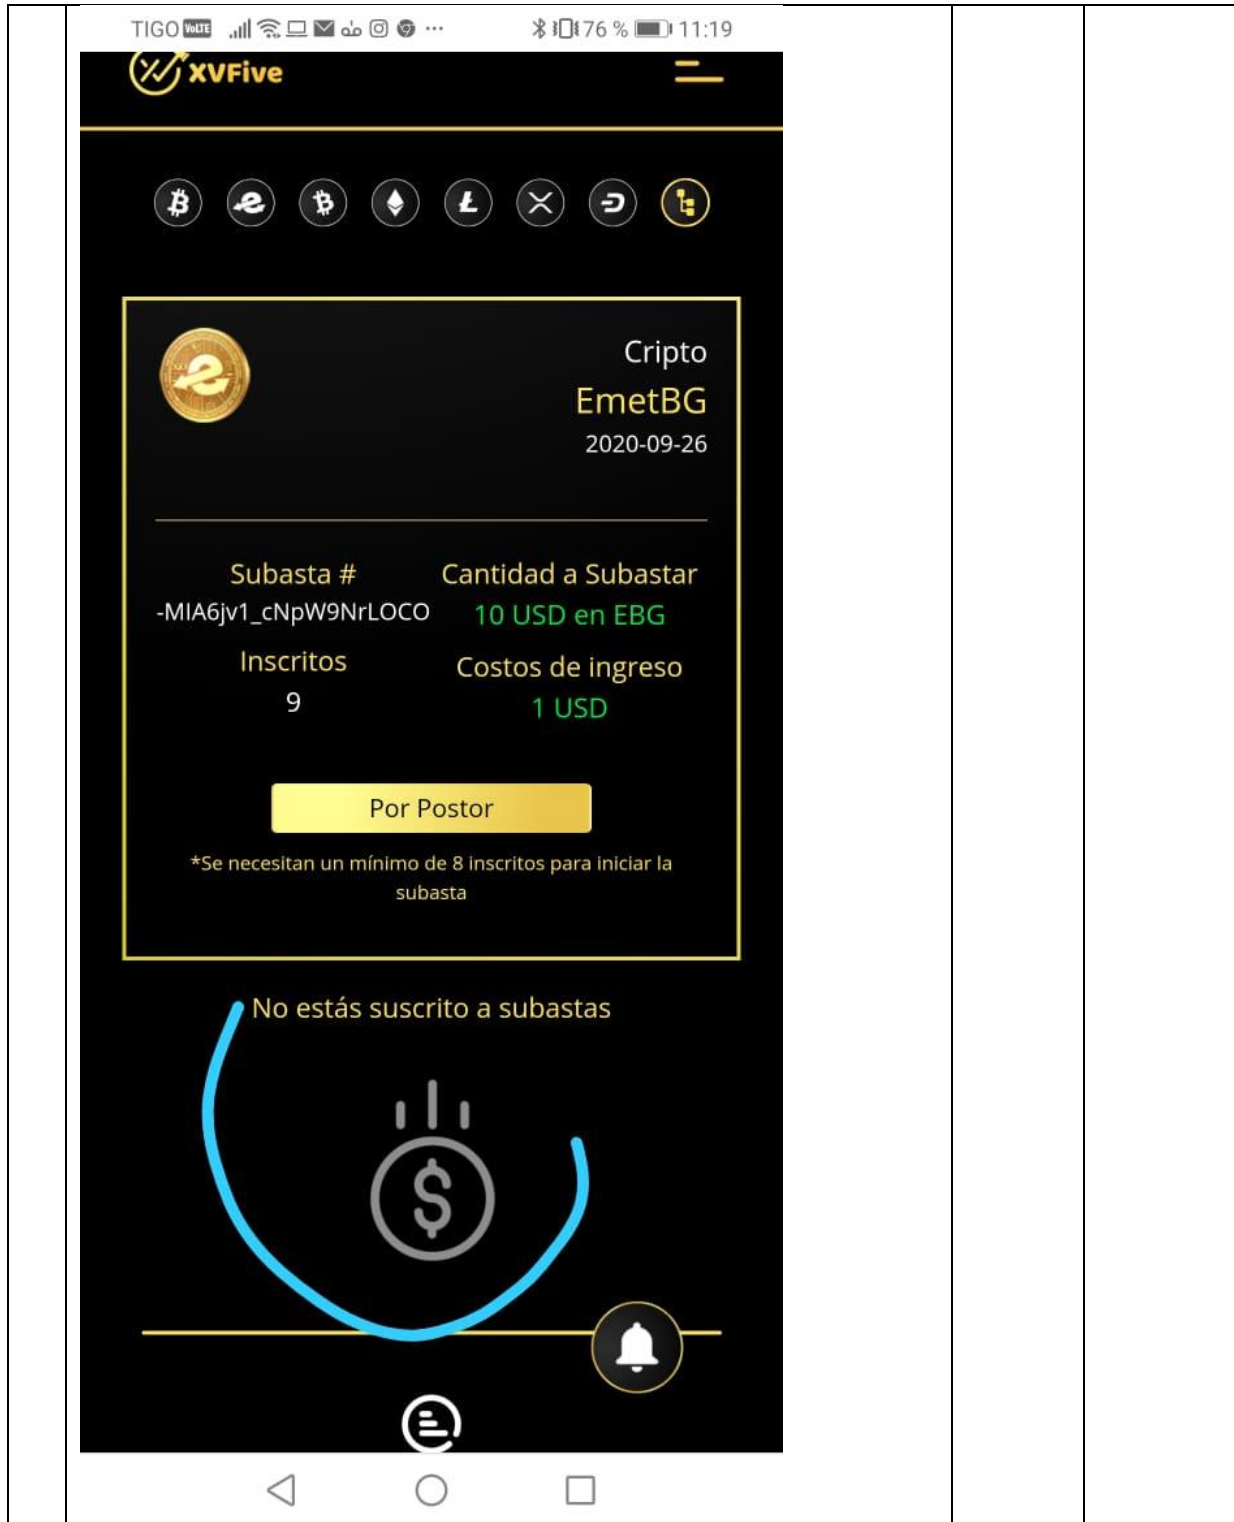 TIGO VoLTE 76 % 11:19
XVFive
Cripto
EmetBG
2020-09-26
Subasta # Cantidad a Subastar
-MIA6jv1_cNpW9NrLOCO 10 USD en EBG
Inscritos Costos de ingreso
9 1 USD
Por Postor
*Se necesitan un mínimo de 8 inscritos para iniciar la
subasta
No estás suscrito a subastas
$